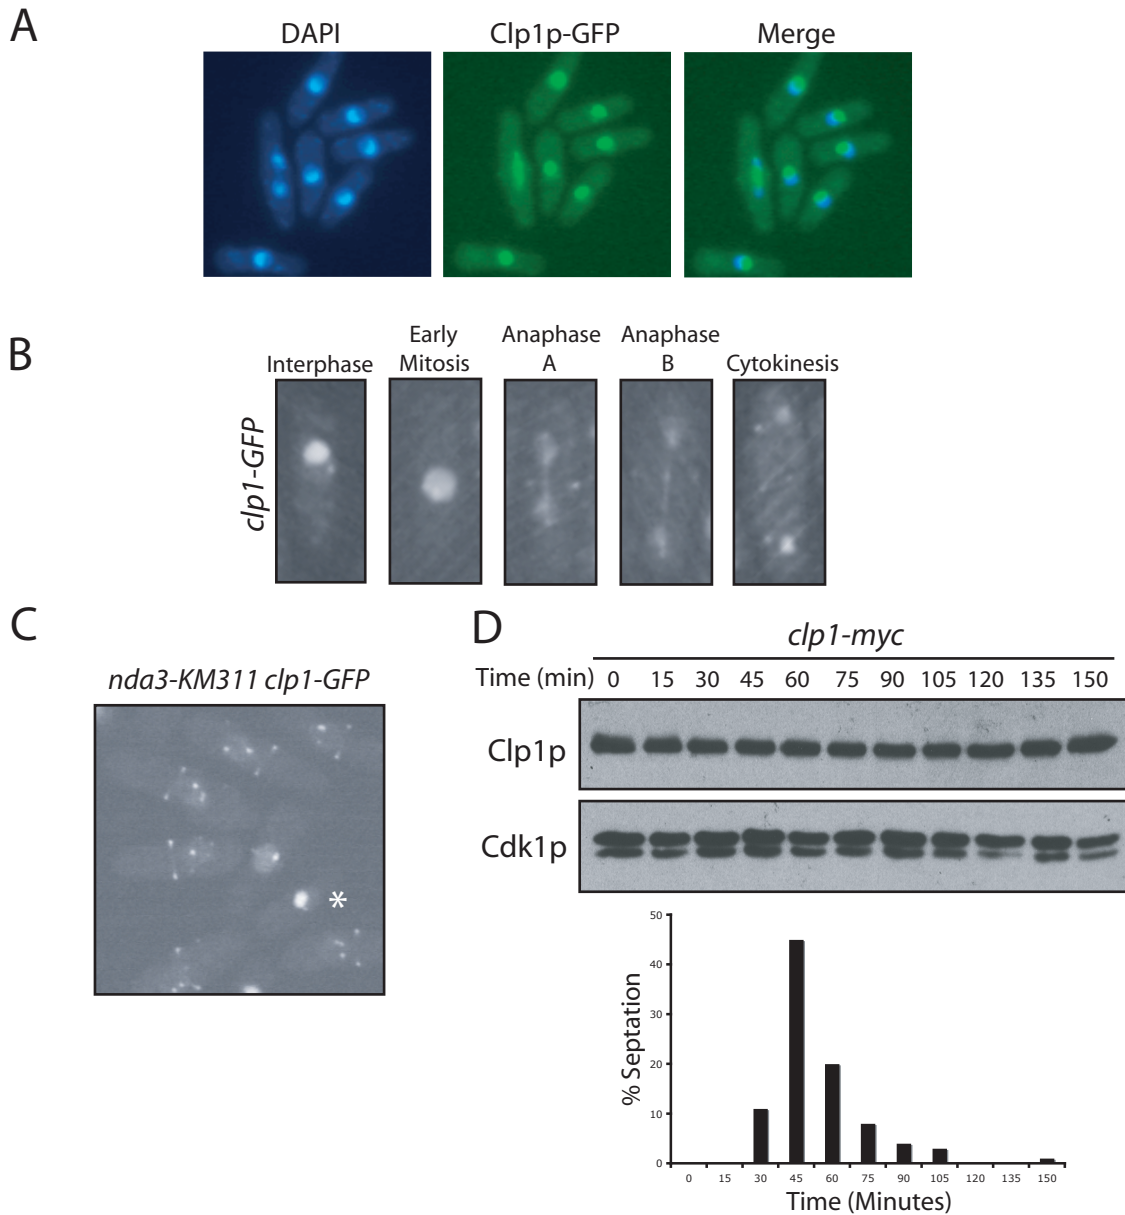 A
DAPI Clp1p-GFP Merge
B
Interphase
Early
Mitosis
Anaphase
A
Anaphase
B
Cytokinesis
clp1-GFP
C
nda3-KM311 clp1-GFP
*
D
clp1-myc
Time (min) 0 15 30 45 60 75 90 105 120 135 150
Clp1p
Cdk1p
% Septation
50
40
30
20
10
0
0 15 30 45 60 75 90 105 120 135 150
Time (Minutes)